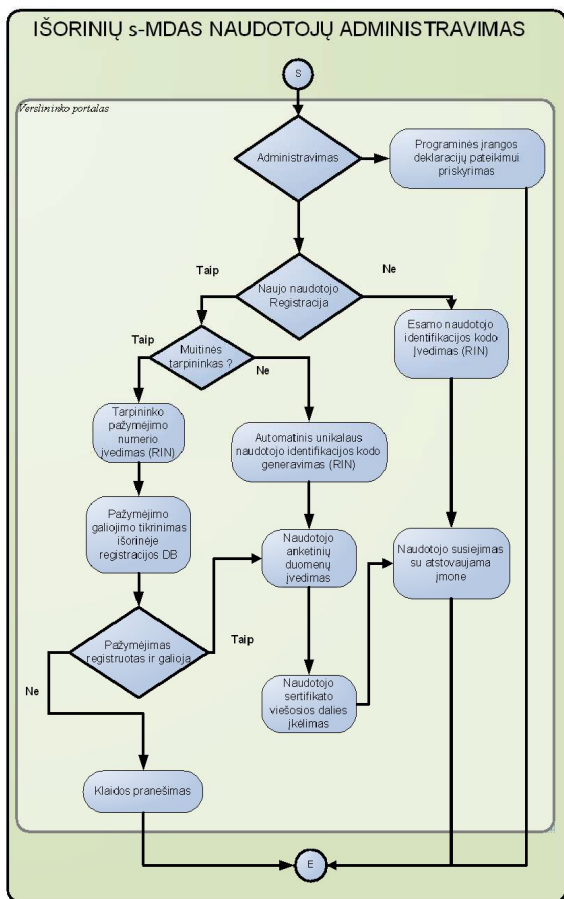 IŠORINIŲ s-MDAS NAUDOTOJŲ ADMINISTRAVIMAS
S
Verslininko portalas
Administravimas
Programinės įrangos
deklaracijų pateikimui
priskyrimas
Taip
Ne
Naujo naudotojo
Registracija
Esamo naudotojo
identifikacijos kodo
Įvedimas (RIN)
Taip
Muitinės
tarpininkas ?
Ne
Tarpininko
pažymėjimo
numerio
įvedimas (RIN)
Automatinis unikalaus
naudotojo identifikacijos kodo
generavimas (RIN)
Pažymėjimo
galiojimo tikrinimas
išorinėje
registracijos DB
Naudotojo
anketinių
duomenų
įvedimas
Naudotojo susiejimas
su atstovaujama
įmone
Taip
Pažymėjimas
registruotas ir galioja
Ne
Naudotojo
sertifikato
viešosios dalies
įkėlimas
Klaidos pranešimas
E